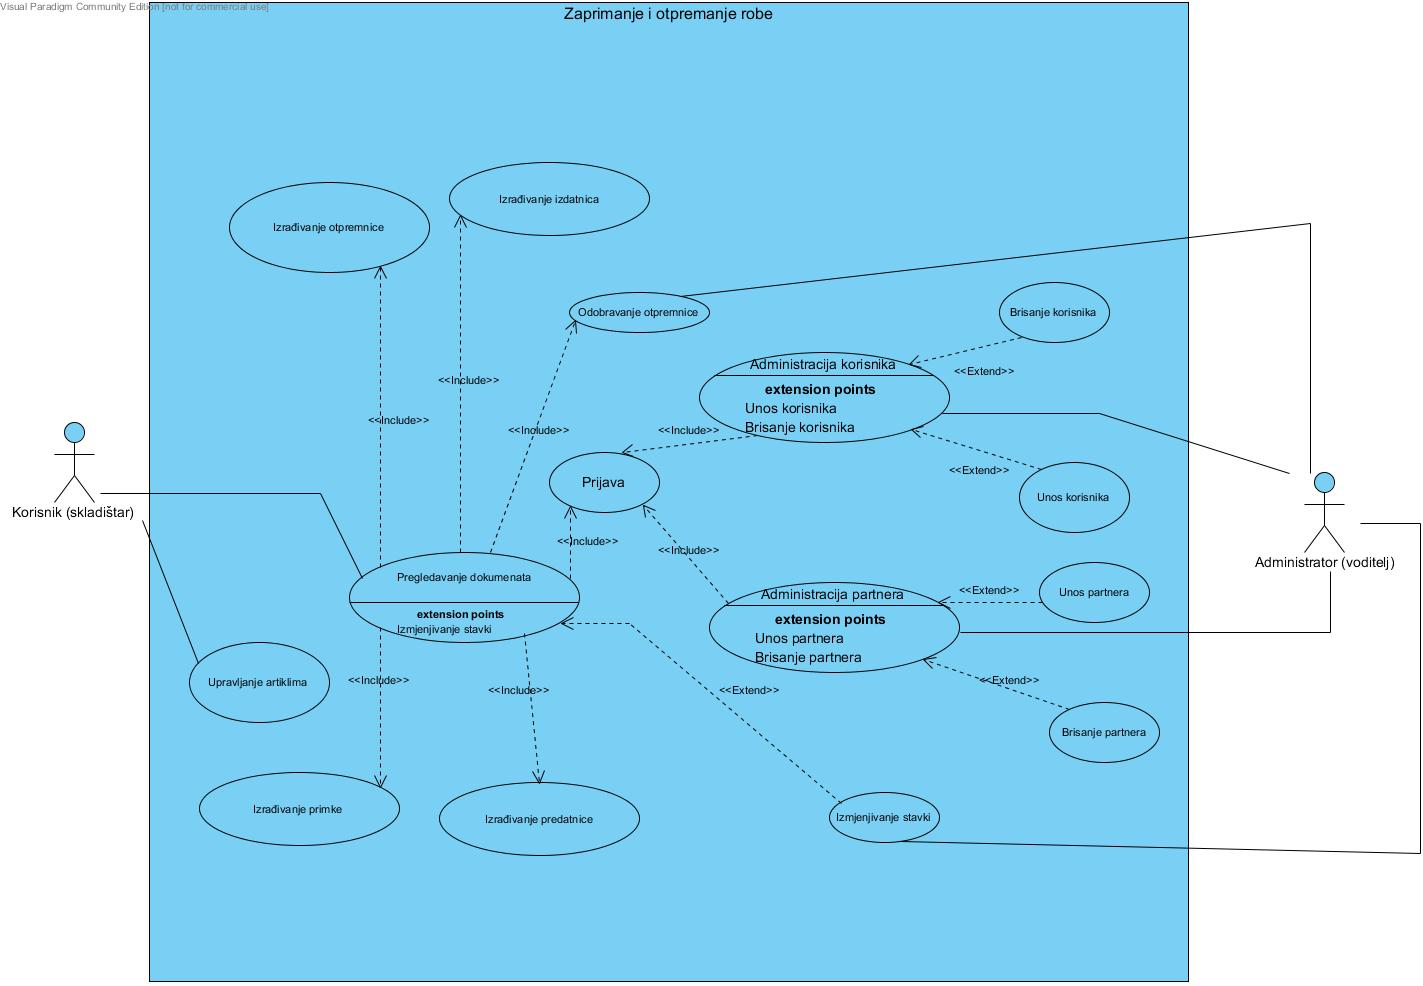 Visual Paradigm Community Edition [not for commercial use]
Zaprimanje i otpremanje robe
Izrađivanje izdatnica
Izrađivanje otpremnice
Odobravanje otpremnice
Brisanje korisnika
Administracija korisnika
<<Extend>>
extension points
<<Include>>
Unos korisnika
<<Include>>
Brisanje korisnika
<<Include>>
<<Include>>
<<Extend>>
Prijava
Unos korisnika
Korisnik (skladištar)
<<Include>>
<<Include>>
Administrator (voditelj)
Pregledavanje dokumenata
<<Extend>>
Unos partnera
Administracija partnera
extension points
extension points
Izmjenjivanje stavki
Unos partnera
Brisanje partnera
Upravljanje artiklima
<<Include>>
<<Extend>>
<<Include>>
<<Extend>>
Brisanje partnera
Izrađivanje primke
Izrađivanje predatnice
Izmjenjivanje stavki